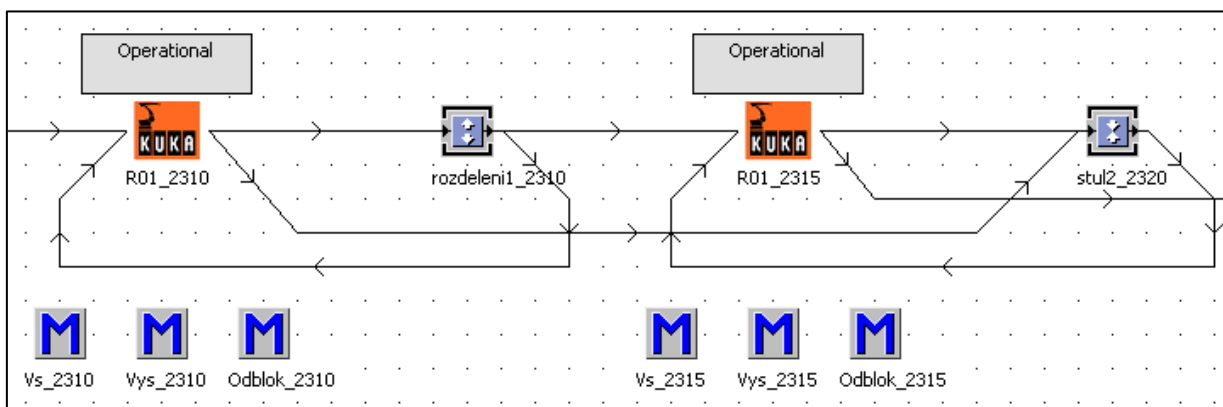 Operational
Operational
KUKA
KUKA
R01_2310
rozdeleni1_2310
R01_2315
stul2_2320
M
M
M
M
M
M
Vs_2310
Vys_2310
Odblok_2310
Vs_2315
Vys_2315
Odblok_2315